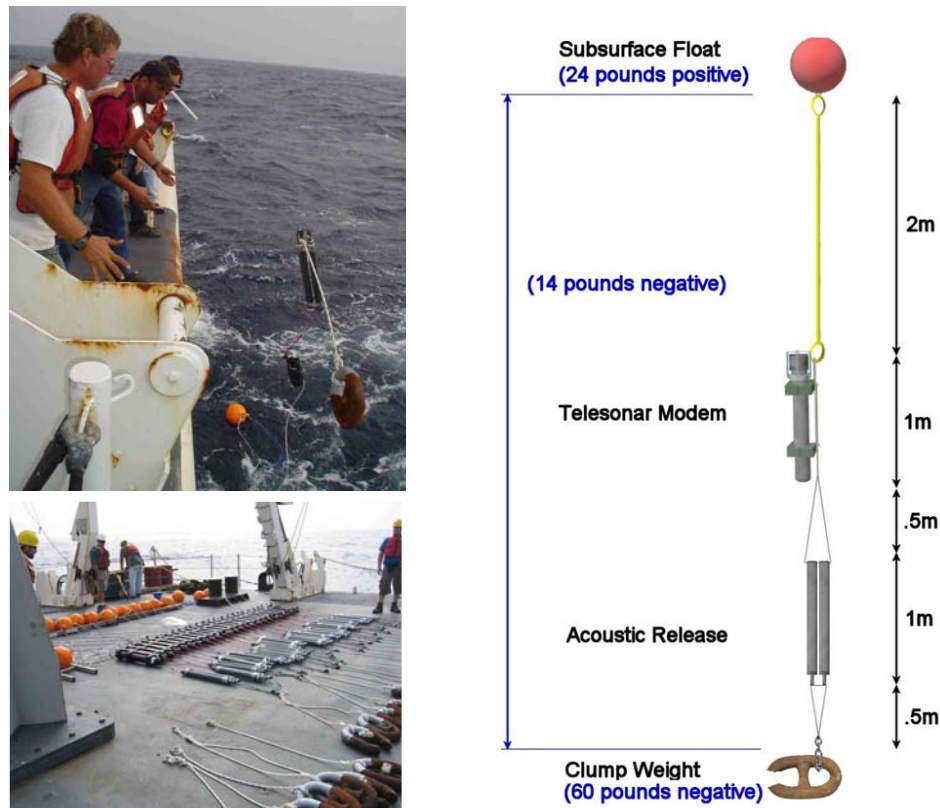 Subsurface Float
(24 pounds positive)
2m
(14 pounds negative)
Telesonar Modem
1m
.5m
Acoustic Release
1m
.5m
Clump Weight
(60 pounds negative)